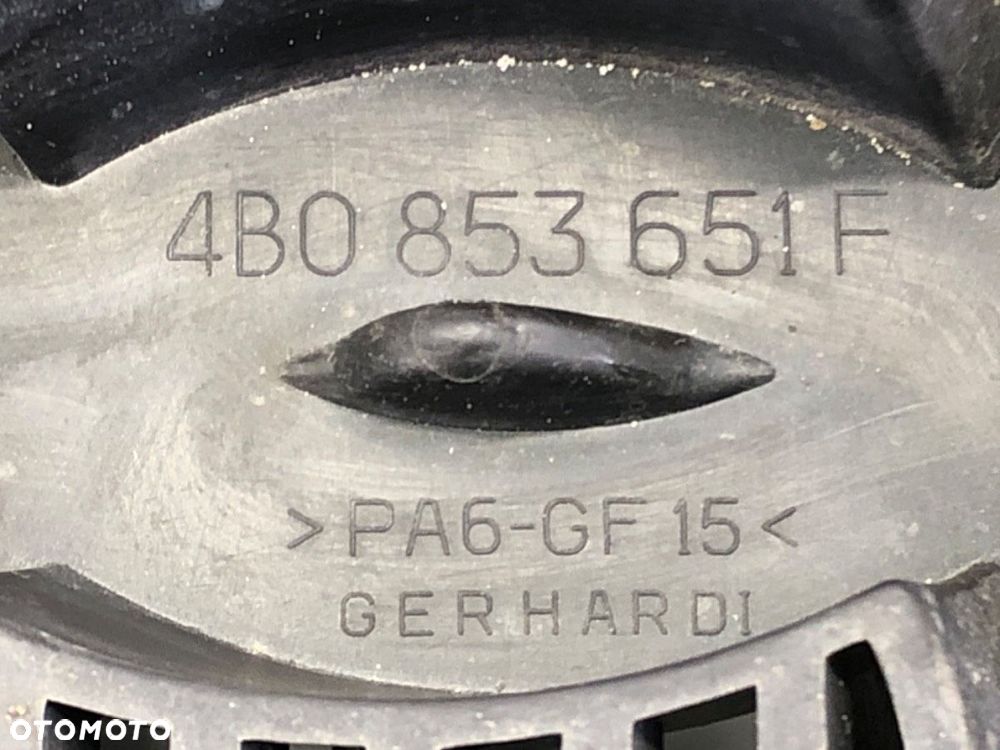 4B0 853 651 F
>PA6-GF 15<
GERHARDI
OTOMOTO